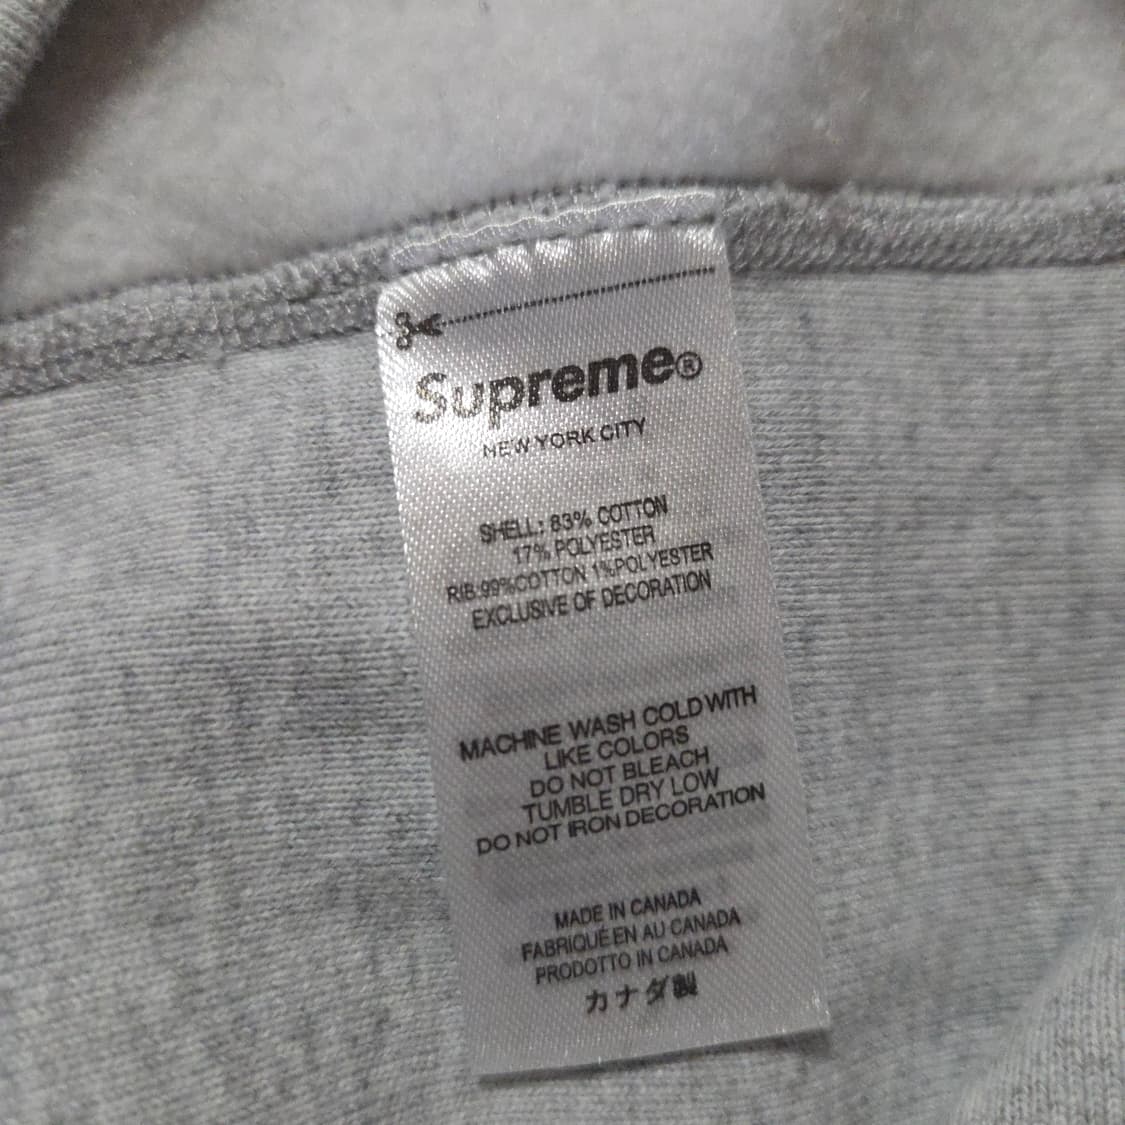 Supreme®
NEW YORK CITY
SHELL: 83% COTTON
17% POLYESTER
RIB:99%COTTON 1%POLYESTER
EXCLUSIVE OF DECORATION
MACHINE WASH COLD WITH
LIKE COLORS
DO NOT BLEACH
TUMBLE DRY LOW
DO NOT IRON DECORATION
MADE IN CANADA
FABRIQUÉ EN AU CANADA
PRODOTTO IN CANADA
カナダ製